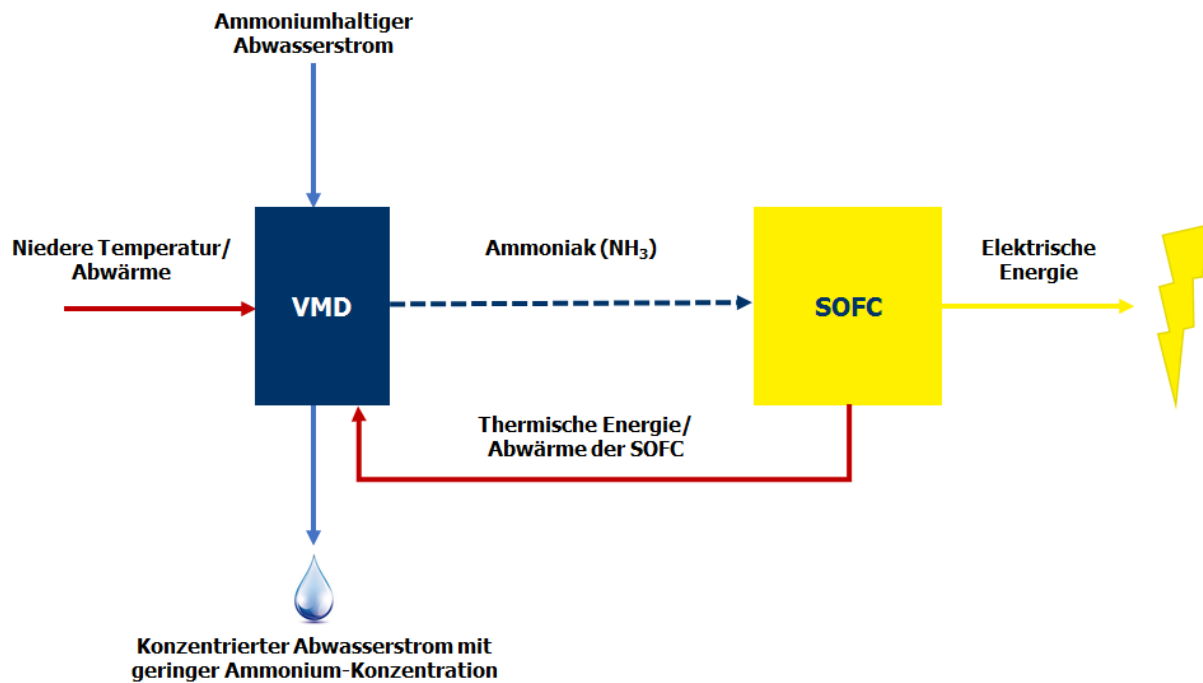 Ammoniumhaltiger
Abwasserstrom
Niedere Temperatur/
Abwärme
VMD
Ammoniak (NH₃)
SOFC
Elektrische
Energie
Thermische Energie/
Abwärme der SOFC
Konzentrierter Abwasserstrom mit
geringer Ammonium-Konzentration